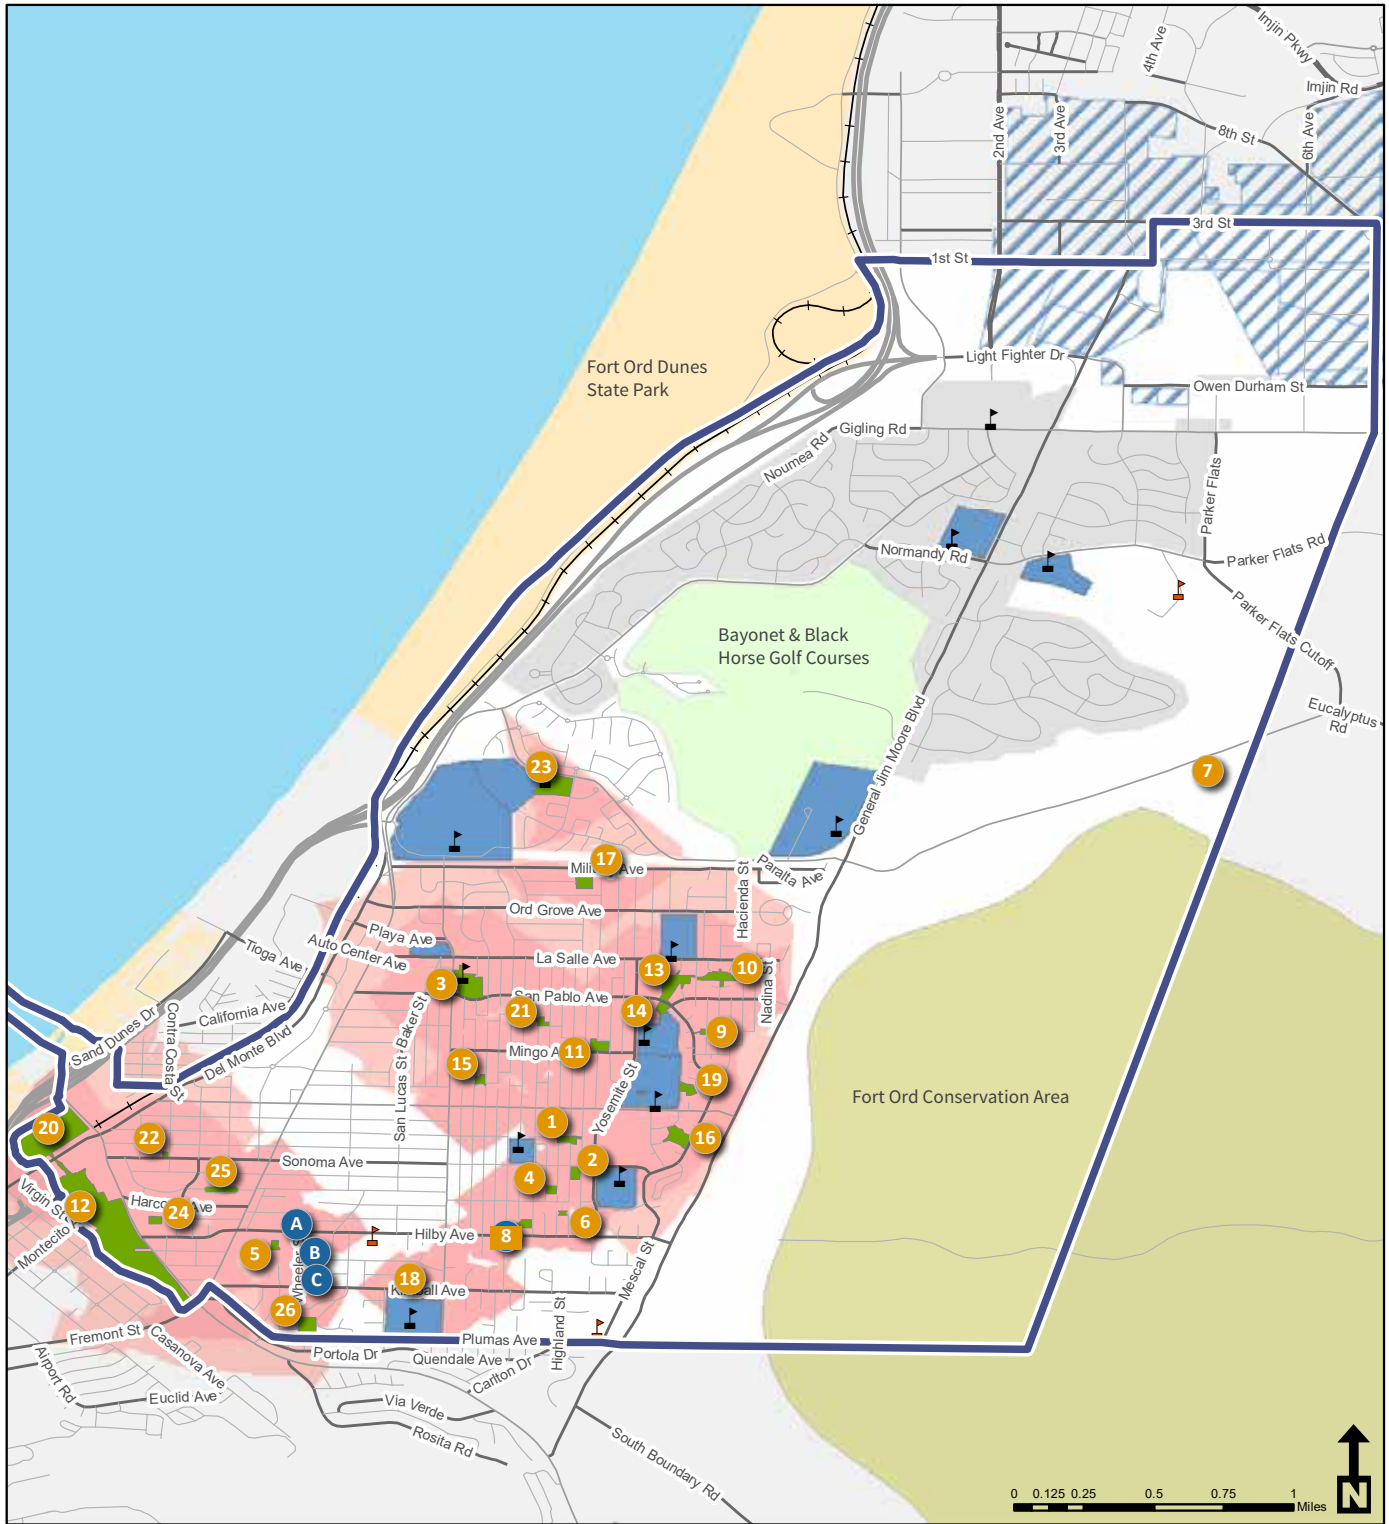 Imjin Pkwy
4th Ave
Imjin Rd
2nd Ave
3rd Ave
8th St
6th Ave
3rd St
1st St
Light Fighter Dr
Fort Ord Dunes
State Park
Owen Durham St
Gigling Rd
Noumea Rd
Parker Flats
Normandy Rd
Parker Flats Rd
Parker Flats Cutoff
Bayonet & Black
Horse Golf Courses
Eucalyptus
Rd
General Jim Moore Blvd
23
7
17
Ave
Paralta Ave
Hacienda St
Ord Grove Ave
Playa Ave
Auto Center Ave
Tioga Ave
La Salle Ave
13
10
3
San Pablo Ave
Nadina St
21
14
Sand Dunes Dr
Contra Costa St
California Ave
Del Monte Blvd
Baker St
San Lucas St
9
Mingo
11
15
19
Yosemite St
Fort Ord Conservation Area
1
20
22
16
Sonoma Ave
25
2
4
Virgin St
12
24
Ave
Montecito
A
6
Hilby Ave
8
5
B
Wheeler
C
18
Ave
Mescal St
26
Highland St
Fremont St
Plumas Ave
Casanova Ave
Portola Dr
Quendale Ave
Carlton Dr
Airport Rd
Euclid Ave
Via Verde
Rosita Rd
South Boundary Rd
0 0.125 0.25 0.5 0.75 1
Miles
N